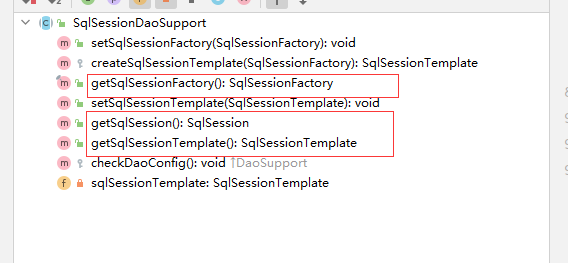 SqlSessionDaoSupport
setSqlSessionFactory(SqlSessionFactory): void
createSqlSessionTemplate(SqlSessionFactory): SqlSessionTemplate
getSqlSessionFactory(): SqlSessionFactory
setSqlSessionTemplate(SqlSessionTemplate): void
getSqlSession(): SqlSession
getSqlSessionTemplate(): SqlSessionTemplate
checkDaoConfig(): void ↑DaoSupport
sqlSessionTemplate: SqlSessionTemplate